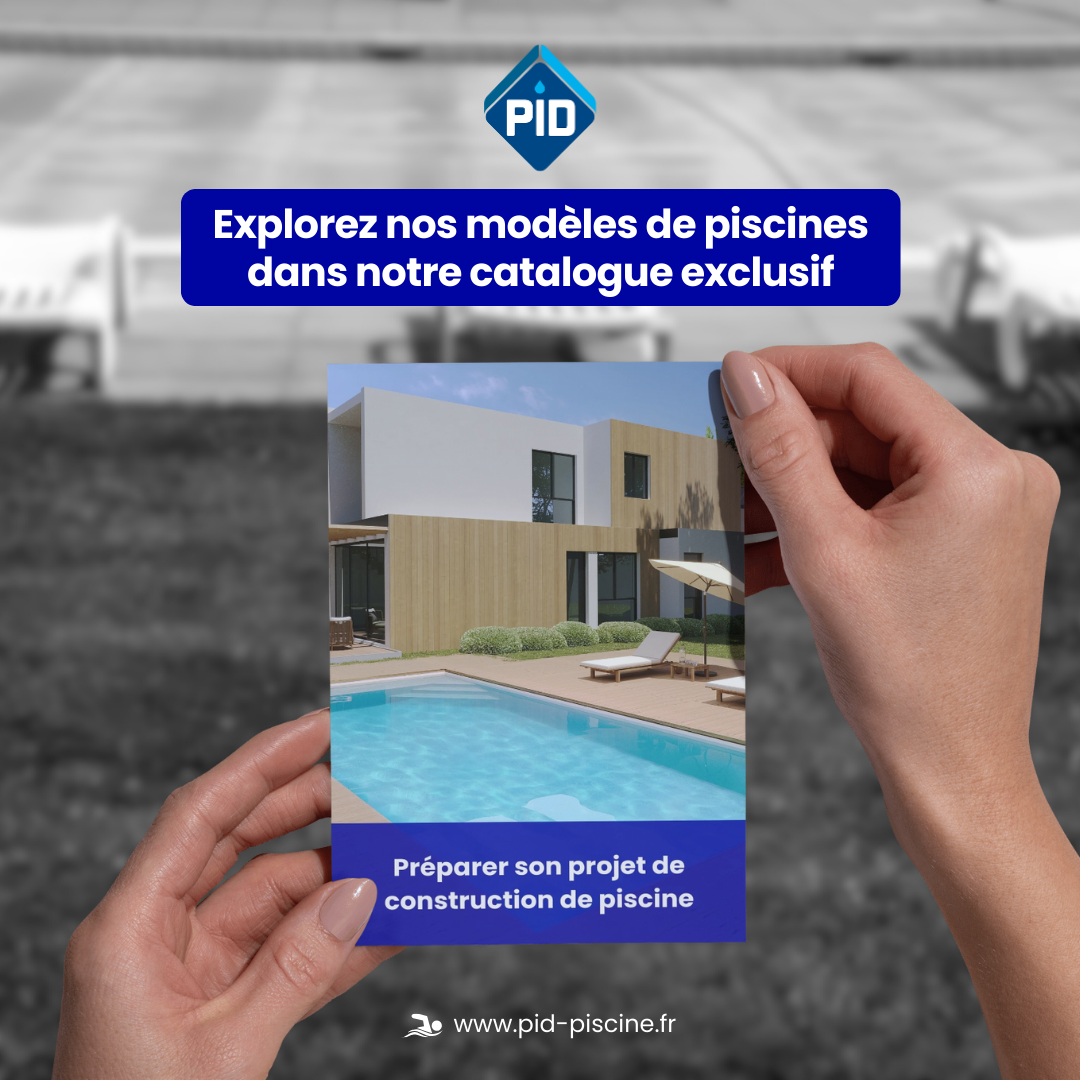 PID
Explorez nos modèles de piscines
dans notre catalogue exclusif
Préparer son projet de
construction de piscine
www.pid-piscine.fr